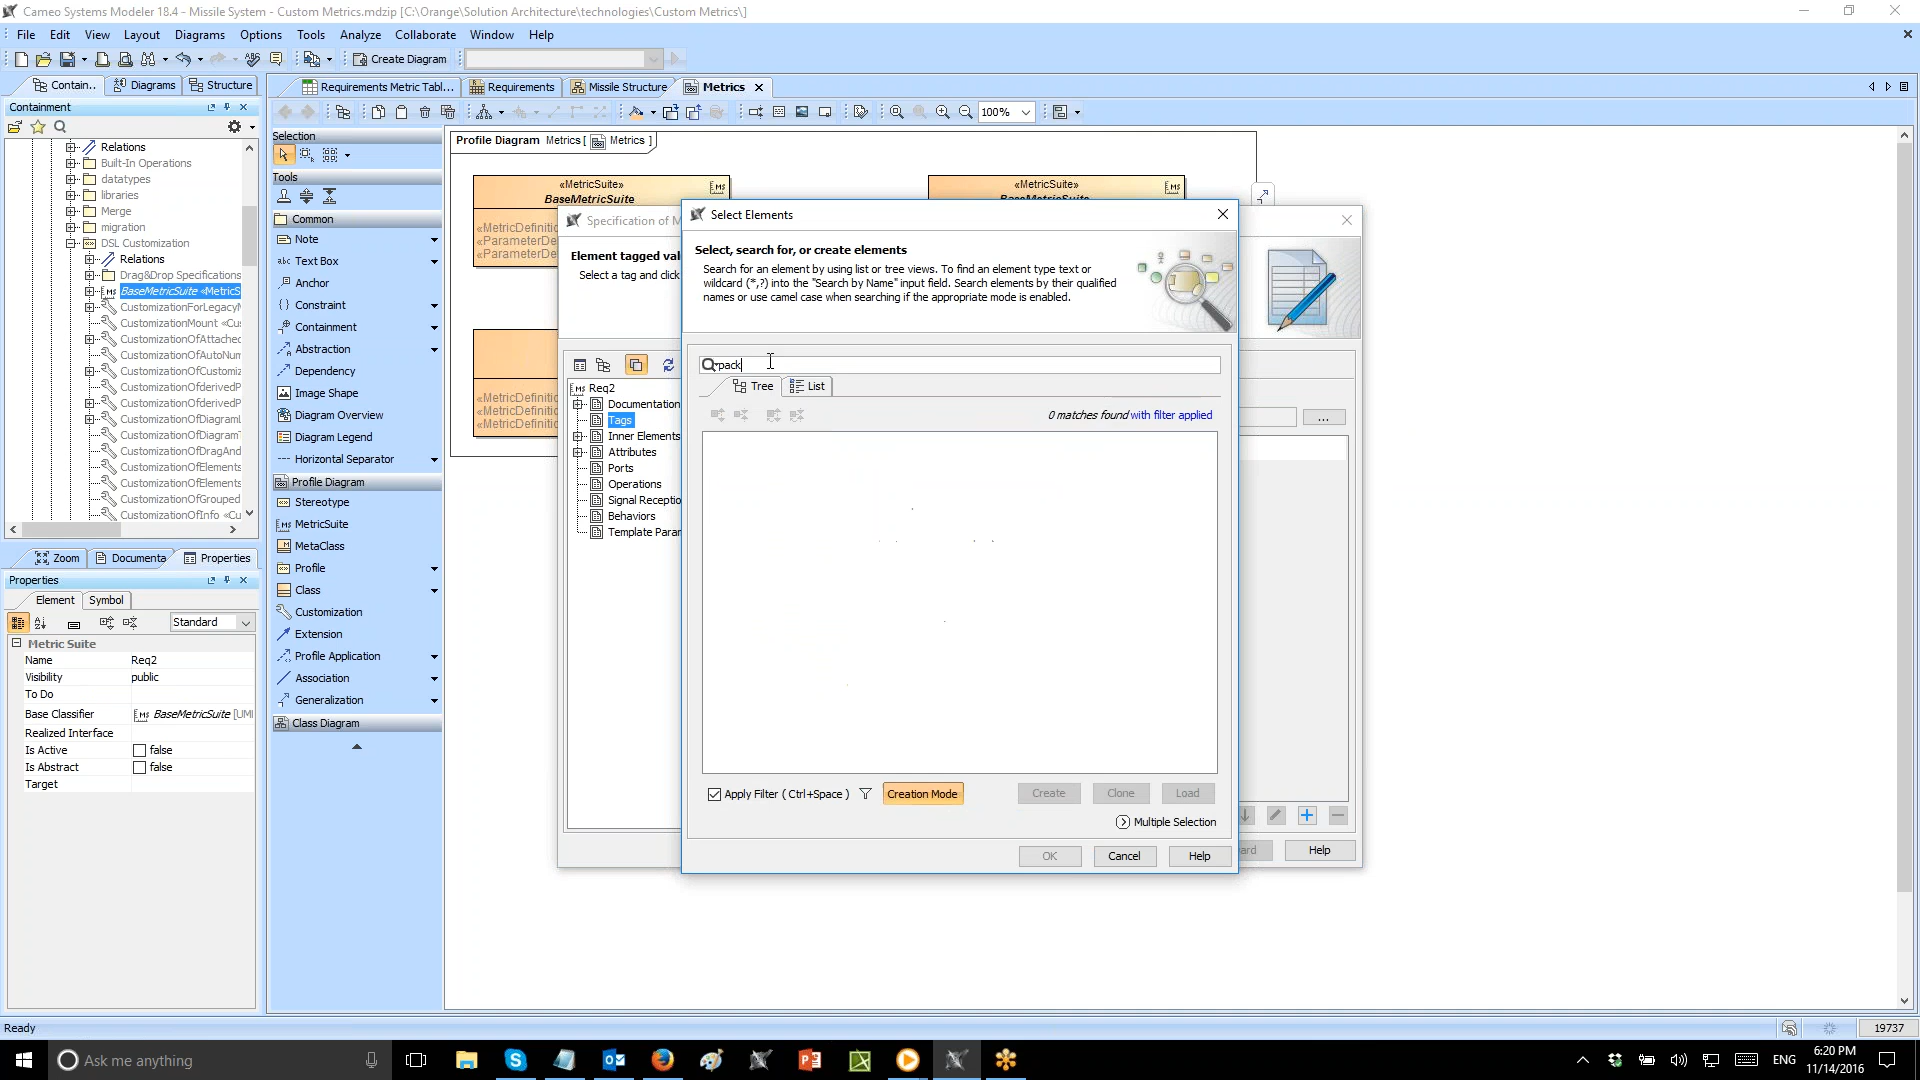 Cameo Systems Modeler 18.4 - Missile System - Custom Metrics.mdzip [C:\Orange\Solution Architecture\technologies\Custom Metrics\]
File Edit View Layout Diagrams Options Tools Analyze Collaborate Window Help
Create Diagram
Contain.. Diagrams Structure
Requirements Metric Tabl... Requirements Missile Structure Metrics
Containment
100%
Relations
Built-In Operations
datatypes
libraries
Merge
migration
DSL Customization
Relations
Drag&Drop Specifications
BaseMetricSuite «MetricS
CustomizationForLegacyM
CustomizationMount «Cu
CustomizationOfAttached
CustomizationOfAutoNum
CustomizationOfCustomiz
CustomizationOfderivedP
CustomizationOfderivedP
CustomizationOfDiagramL
CustomizationOfDiagramT
CustomizationOfDragAnd
CustomizationOfElements
CustomizationOfElements
CustomizationOfGrouped
CustomizationOfInfo «Cu
Zoom Documenta Properties
Properties
Element Symbol
Standard
Metric Suite
Name Req2
Visibility public
To Do
Base Classifier BaseMetricSuite [UM
Realized Interface
Is Active false
Is Abstract false
Target
Selection
Tools
Common
Note
Text Box
Anchor
Constraint
Containment
Abstraction
Dependency
Image Shape
Diagram Overview
Diagram Legend
Horizontal Separator
Profile Diagram
Stereotype
MetricSuite
MetaClass
Profile
Class
Customization
Extension
Profile Application
Association
Generalization
Class Diagram
Profile Diagram Metrics [ Metrics ]
«MetricSuite»
BaseMetricSuite
«MetricDefinitio
«ParameterDe
«ParameterDe
«MetricSuite»
«MetricDefinitio
«MetricDefinitio
«MetricDefinitio
Specification of M
Element tagged val
Select a tag and click
Req2
Documentation
Tags
Inner Elements
Attributes
Ports
Operations
Signal Receptio
Behaviors
Template Parar
...
ard
Help
Select Elements
Select, search for, or create elements
Search for an element by using list or tree views. To find an element type text or
wildcard (*,?) into the "Search by Name" input field. Search elements by their qualified
names or use camel case when searching if the appropriate mode is enabled.
pack
Tree List
0 matches found with filter applied
Apply Filter ( Ctrl+Space ) Creation Mode Create Clone Load
Multiple Selection
OK Cancel Help
Ready
19737
Ask me anything
ENG
6:20 PM
11/14/2016